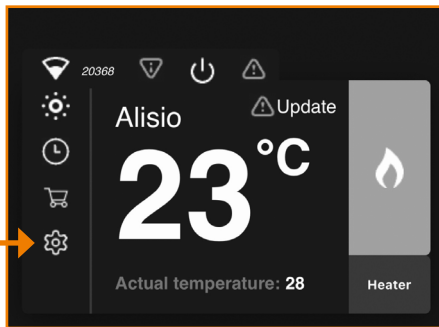 20368
Alisio
Update
23°C
Actual temperature: 28
Heater